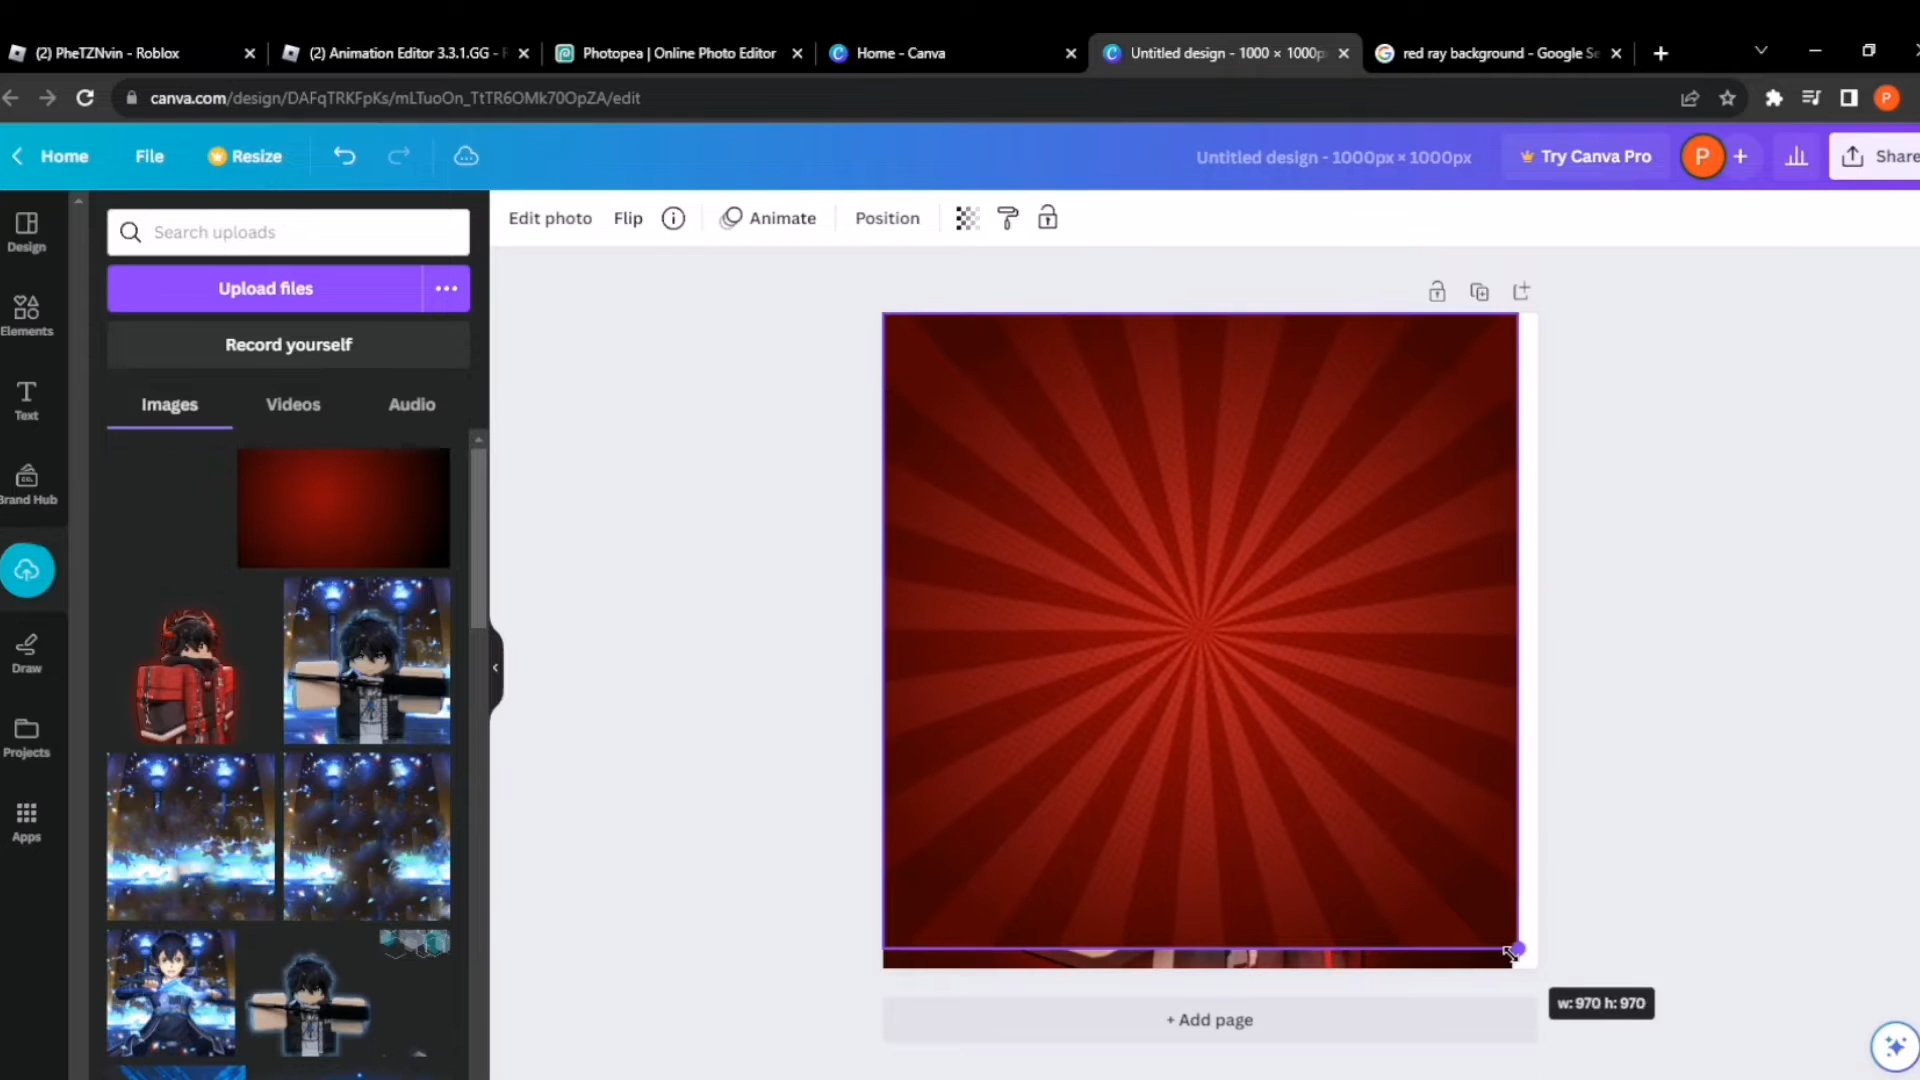 (2) PheTZNvin - Roblox
(2) Animation Editor 3.3.1.GG -
Photopea | Online Photo Editor
Home - Canva
Untitled design - 1000 × 1000p
red ray background - Google Se
canva.com/design/DAFqTRKFpKs/mLTuoOn_TtTR6OMk70OpZA/edit
P
Home
File
Resize
Untitled design - 1000px × 1000px
Try Canva Pro
P
Share
Design
Elements
Text
Brand Hub
Draw
Projects
Apps
Search uploads
Upload files
Record yourself
Images
Videos
Audio
Edit photo
Flip
Animate
Position
+ Add page
w: 970 h: 970